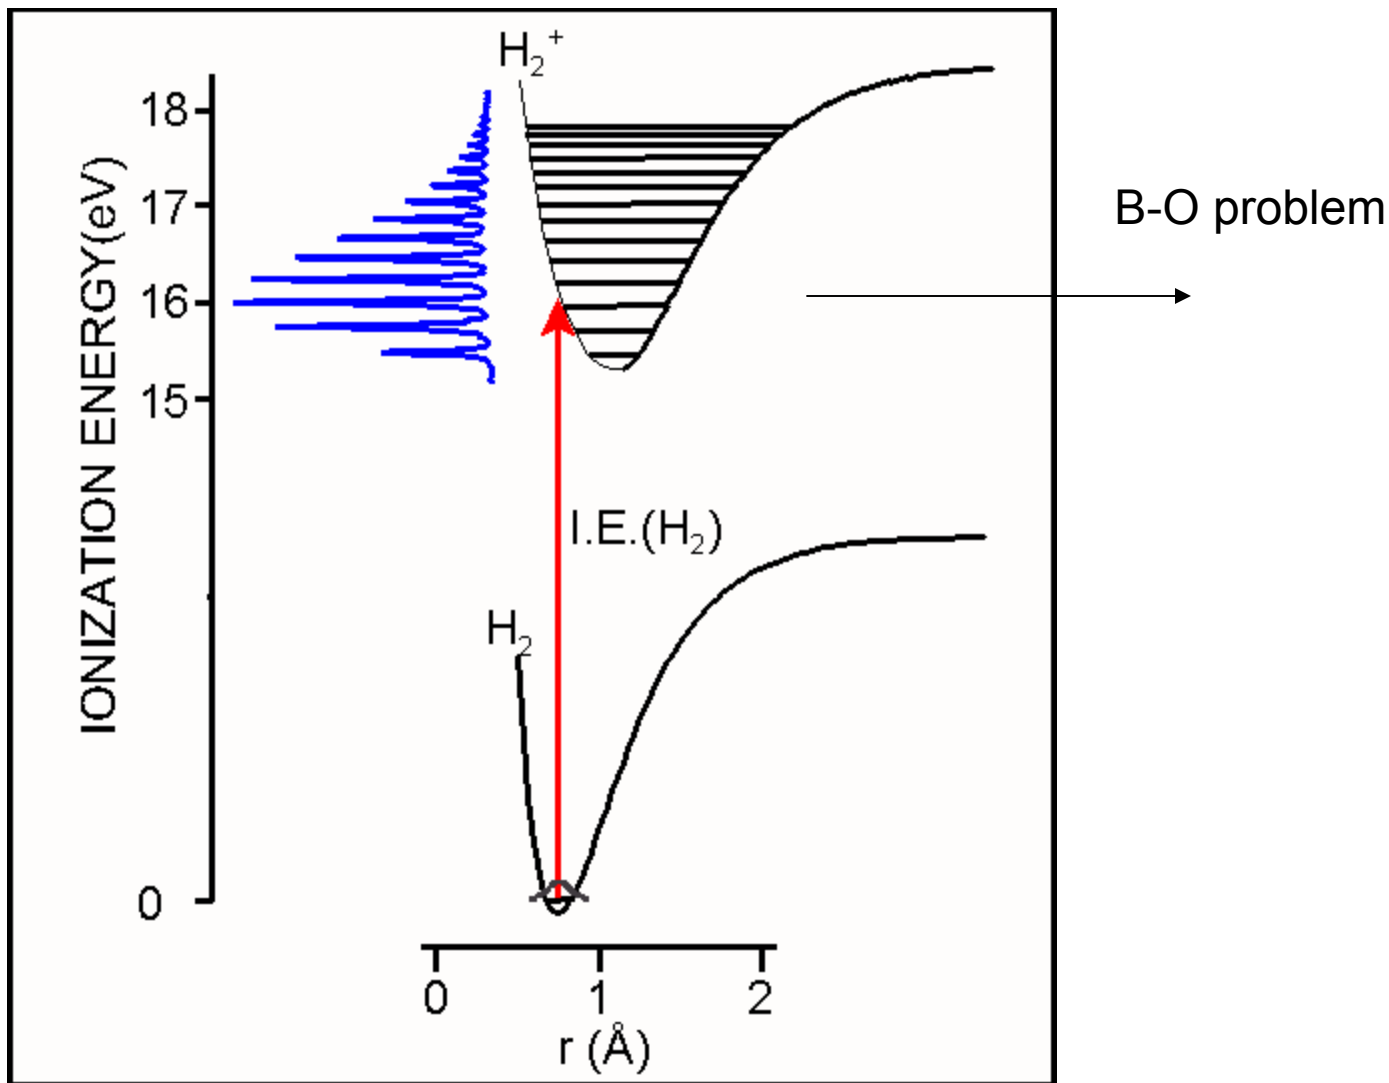 H₂⁺
18
17
16
15
0
IONIZATION ENERGY(eV)
B-O problem
I.E.(H₂)
H₂
0 1 2
r (Å)